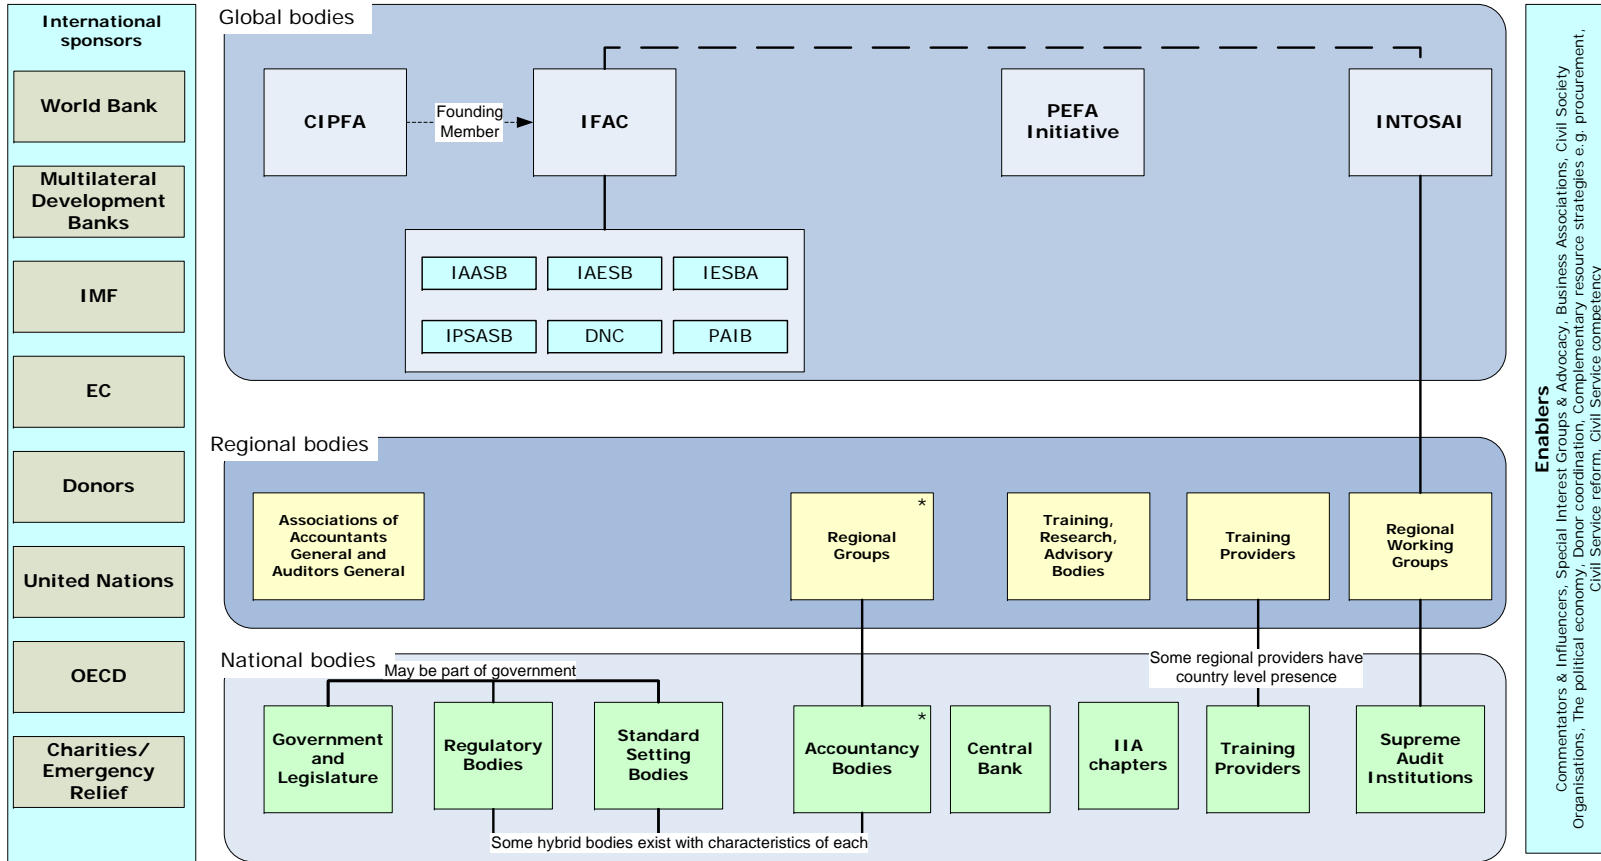 International
sponsors
World Bank
Multilateral
Development
Banks
IMF
EC
Donors
United Nations
OECD
Charities/
Emergency
Relief
Global bodies
CIPFA
Founding
Member
IFAC
PEFA
Initiative
INTOSAI
IAASB
IAESB
IESBA
IPSASB
DNC
PAIB
Regional bodies
Associations of
Accountants
General and
Auditors General
*
Regional
Groups
Training,
Research,
Advisory
Bodies
Training
Providers
Regional
Working
Groups
National bodies
May be part of government
Some regional providers have
country level presence
Government
and
Legislature
Regulatory
Bodies
Standard
Setting
Bodies
*
Accountancy
Bodies
Central
Bank
IIA
chapters
Training
Providers
Supreme
Audit
Institutions
Some hybrid bodies exist with characteristics of each
Enablers
Commentators & Influencers, Special Interest Groups & Advocacy, Business Associations, Civil Society
Organisations, The political economy, Donor coordination, Complementary resource strategies e.g. procurement,
Civil Service reform, Civil Service competency